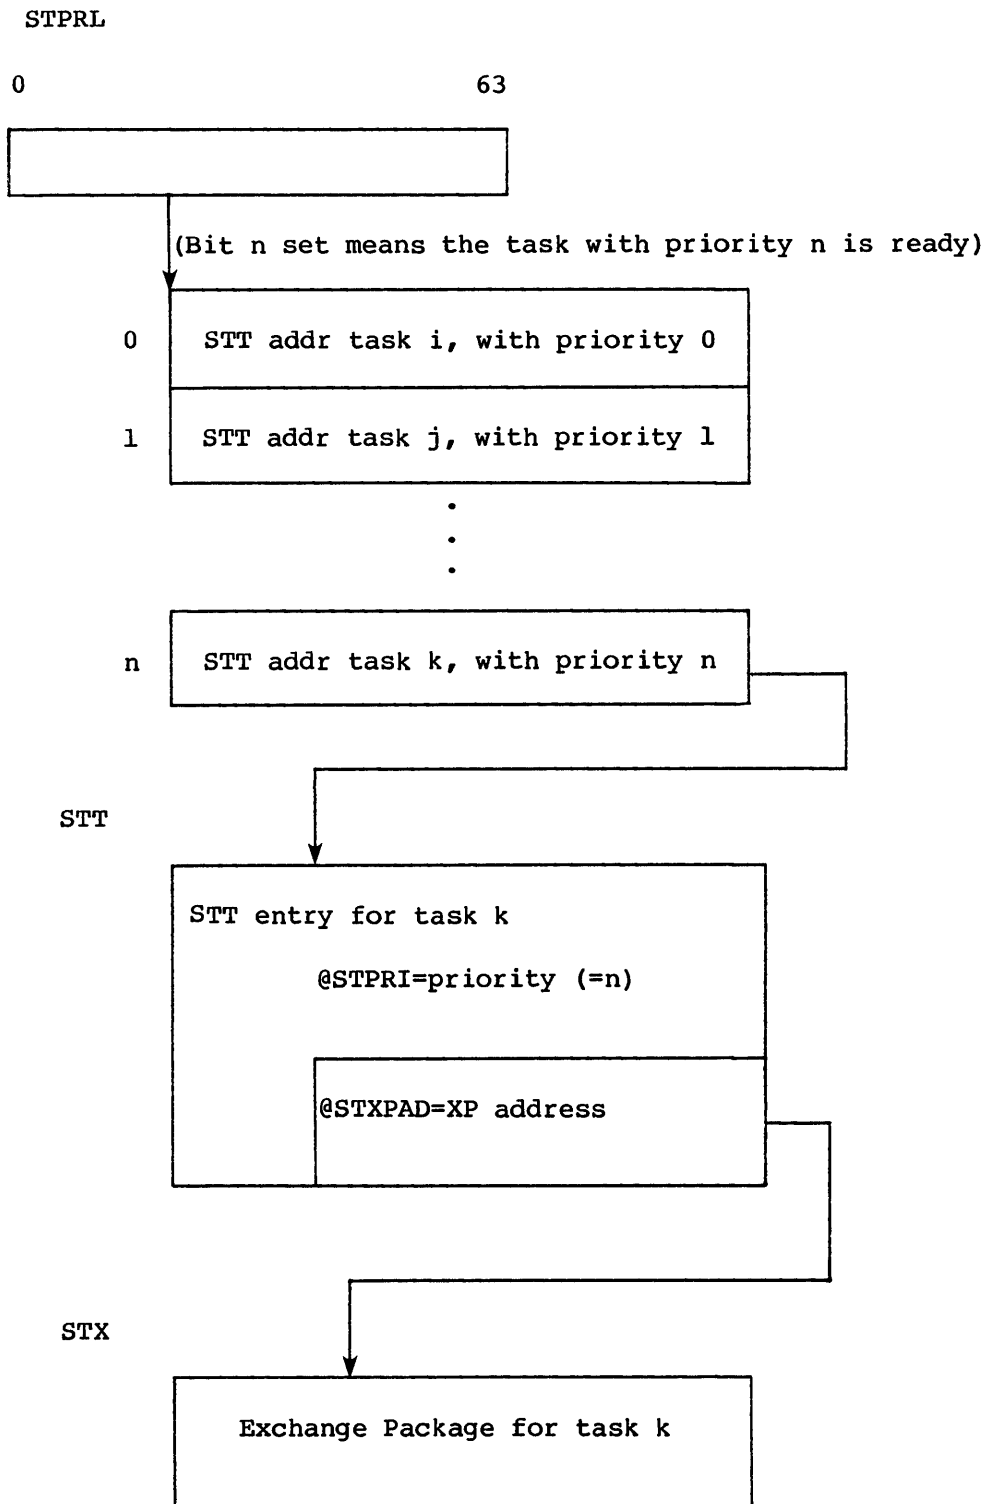 STPRL
0 63
(Bit n set means the task with priority n is ready)
0 STT addr task i, with priority 0
1 STT addr task j, with priority 1
n STT addr task k, with priority n
STT
STT entry for task k
@STPRI=priority (=n)
@STXPAD=XP address
STX
Exchange Package for task k